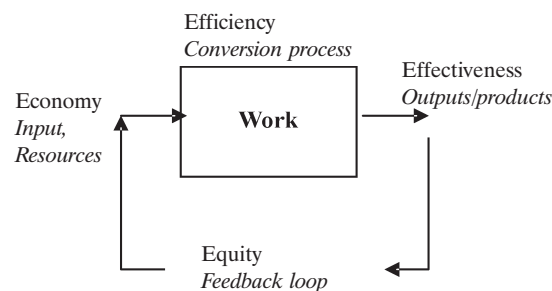 Efficiency
Conversion process
Economy
Input,
Resources
Work
Effectiveness
Outputs/products
Equity
Feedback loop